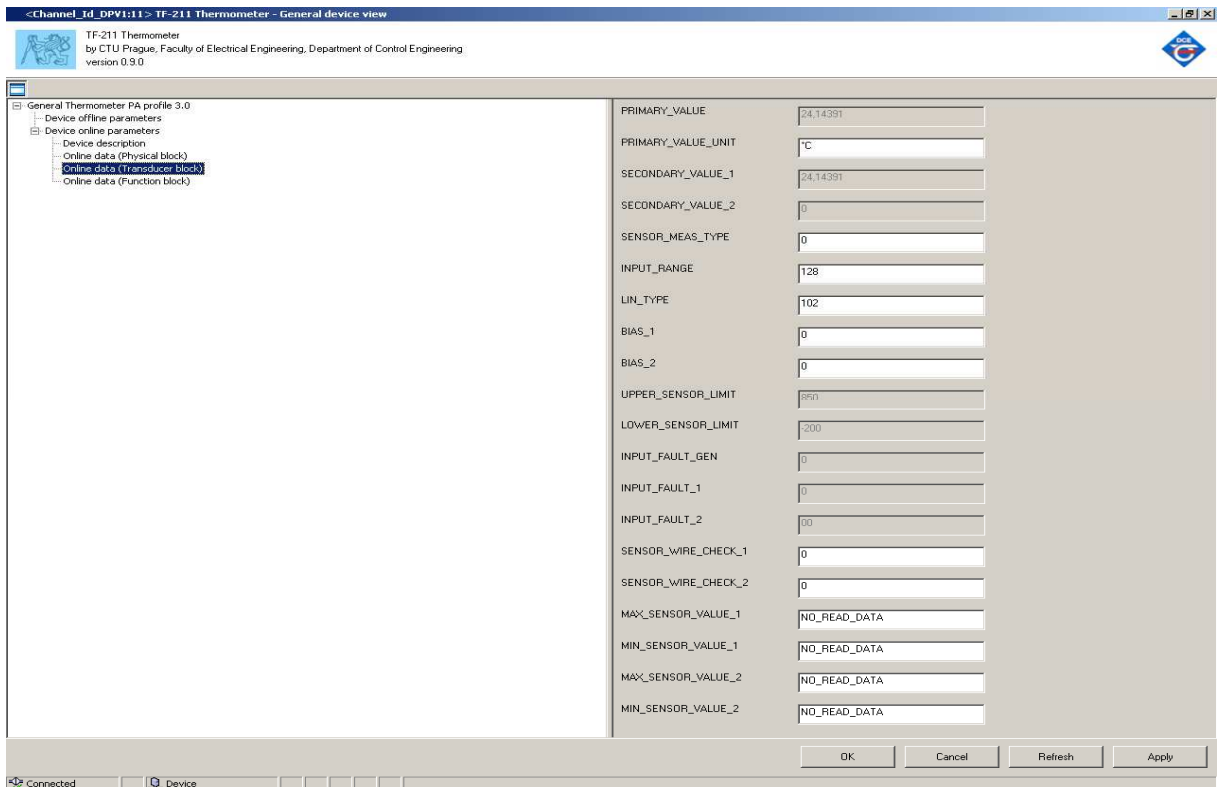 <Channel_Id_DPV1:11> TF-211 Thermometer - General device view
TF-211 Thermometer
by CTU Prague, Faculty of Electrical Engineering, Department of Control Engineering
version 0.9.0
DCE
General Thermometer PA profile 3.0
Device offline parameters
Device online parameters
Device description
Online data (Physical block)
Online data (Transducer block)
Online data (Function block)
PRIMARY_VALUE 24,14391
PRIMARY_VALUE_UNIT °C
SECONDARY_VALUE_1 24,14391
SECONDARY_VALUE_2 0
SENSOR_MEAS_TYPE 0
INPUT_RANGE 128
LIN_TYPE 102
BIAS_1 0
BIAS_2 0
UPPER_SENSOR_LIMIT 850
LOWER_SENSOR_LIMIT -200
INPUT_FAULT_GEN 0
INPUT_FAULT_1 0
INPUT_FAULT_2 00
SENSOR_WIRE_CHECK_1 0
SENSOR_WIRE_CHECK_2 0
MAX_SENSOR_VALUE_1 NO_READ_DATA
MIN_SENSOR_VALUE_1 NO_READ_DATA
MAX_SENSOR_VALUE_2 NO_READ_DATA
MIN_SENSOR_VALUE_2 NO_READ_DATA
OK Cancel Refresh Apply
Connected Device